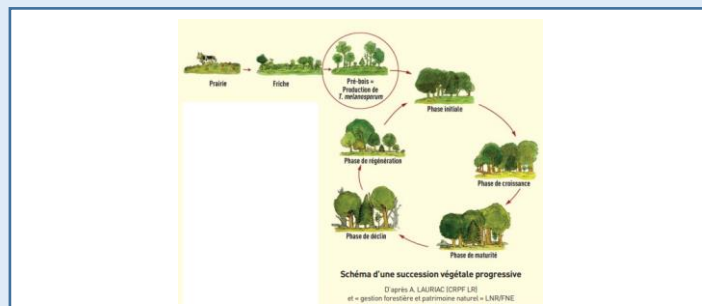 Prairie
Friche
Pré-bois =
Production de
T. melanosporum
Phase initiale
Phase de croissance
Phase de maturité
Phase de déclin
Phase de régénération
Schéma d'une succession végétale progressive
D'après A. LAURIAC (CRPF LR)
et « gestion forestière et patrimoine naturel » LNR/FNE